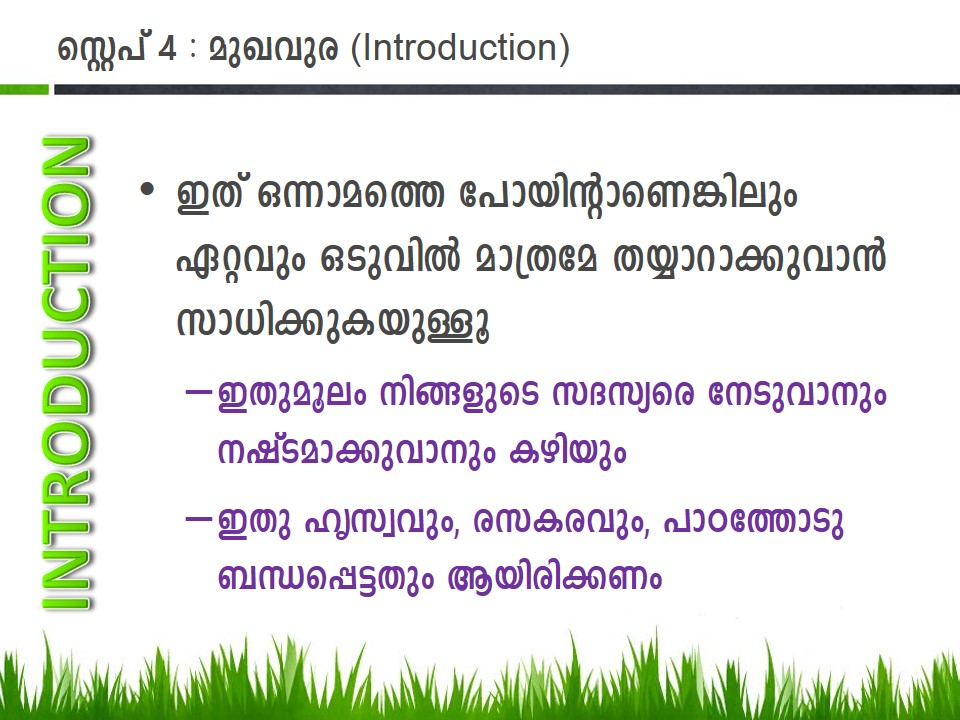 സ്റ്റെപ് 4 : മുഖവുര (Introduction)
INTRODUCTION
• ഇത് ഒന്നാമത്തെ പോയിന്റാണെങ്കിലും
ഏറ്റവും ഒടുവിൽ മാത്രമേ തയ്യാറാക്കുവാൻ
സാധിക്കുകയുള്ളൂ
–ഇതുമൂലം നിങ്ങളുടെ സദസ്യരെ നേടുവാനും
നഷ്ടമാക്കുവാനും കഴിയും
–ഇതു ഹൃസ്വവും, രസകരവും, പാഠത്തോടു
ബന്ധപ്പെട്ടതും ആയിരിക്കണം